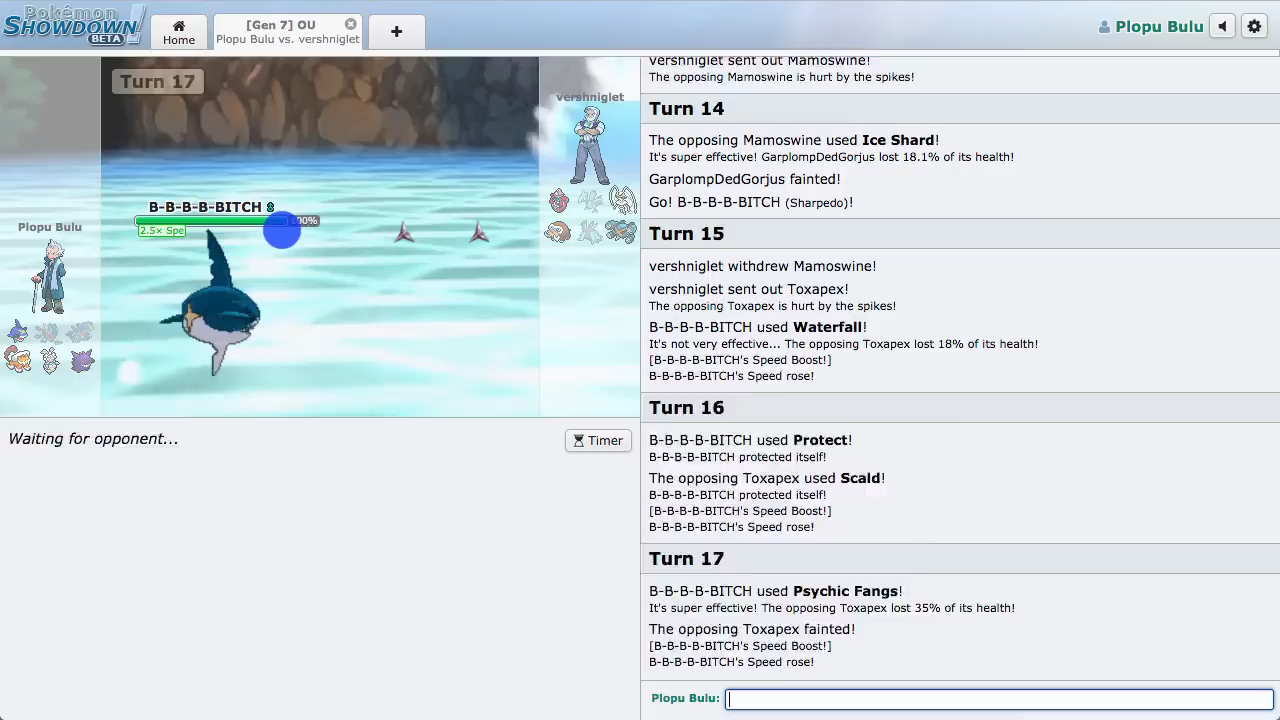 Pokémon
SHOWDOWN!
BETA
Home
[Gen 7] OU
Plopu Bulu vs. vershniglet
+
Plopu Bulu
Turn 17
vershniglet
B-B-B-B-BITCH
100%
2.5× Spe
Plopu Bulu
Waiting for opponent...
Timer
vershniglet sent out Mamoswine!
The opposing Mamoswine is hurt by the spikes!
Turn 14
The opposing Mamoswine used Ice Shard!
It's super effective! GarplompDedGorjus lost 18.1% of its health!
GarplompDedGorjus fainted!
Go! B-B-B-B-BITCH (Sharpedo)!
Turn 15
vershniglet withdrew Mamoswine!
vershniglet sent out Toxapex!
The opposing Toxapex is hurt by the spikes!
B-B-B-B-BITCH used Waterfall!
It's not very effective... The opposing Toxapex lost 18% of its health!
[B-B-B-B-BITCH's Speed Boost!]
B-B-B-B-BITCH's Speed rose!
Turn 16
B-B-B-B-BITCH used Protect!
B-B-B-B-BITCH protected itself!
The opposing Toxapex used Scald!
B-B-B-B-BITCH protected itself!
[B-B-B-B-BITCH's Speed Boost!]
B-B-B-B-BITCH's Speed rose!
Turn 17
B-B-B-B-BITCH used Psychic Fangs!
It's super effective! The opposing Toxapex lost 35% of its health!
The opposing Toxapex fainted!
[B-B-B-B-BITCH's Speed Boost!]
B-B-B-B-BITCH's Speed rose!
Plopu Bulu: